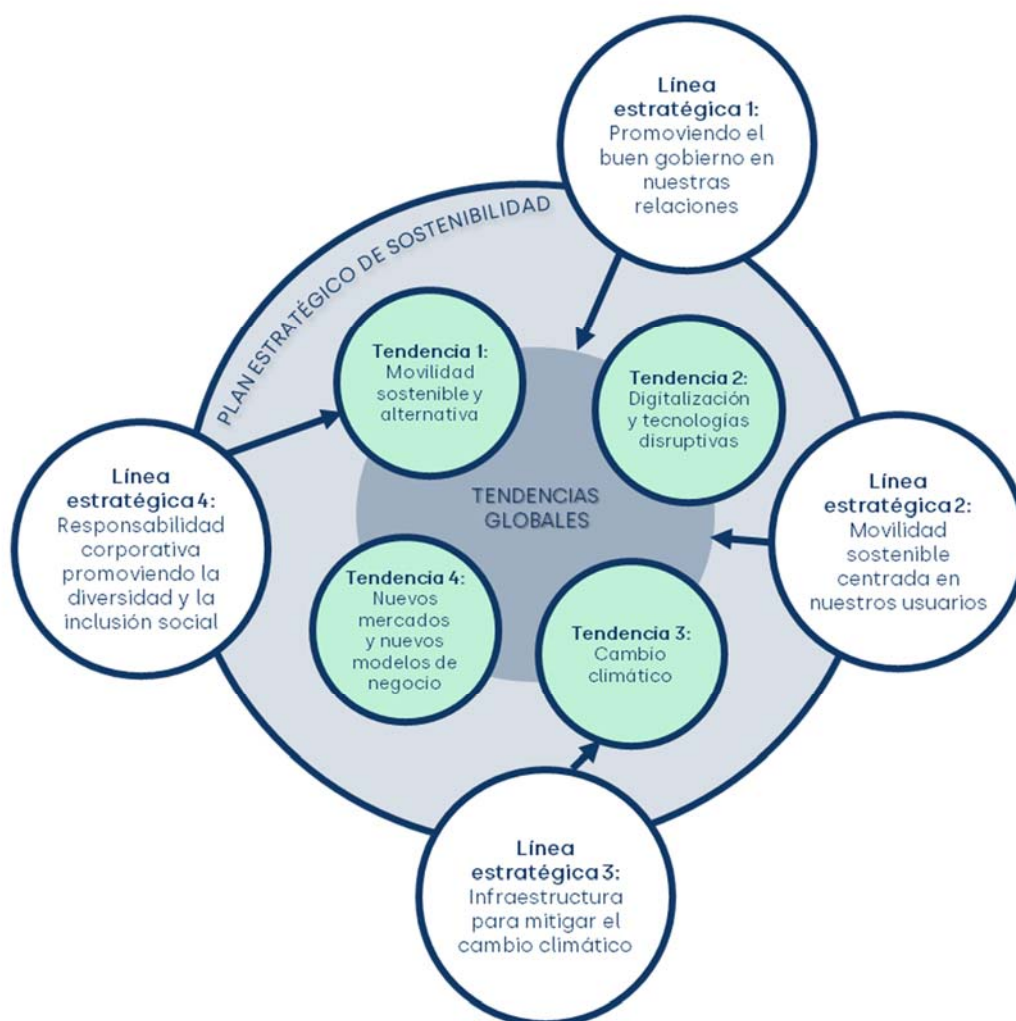 Línea
estratégica 1:
Promoviendo el
buen gobierno en
nuestras
relaciones
PLAN ESTRATÉGICO DE SOSTENIBILIDAD
Tendencia 1:
Movilidad
sostenible y
alternativa
Tendencia 2:
Digitalización
y tecnologías
disruptivas
Línea
estratégica 4:
Responsabilidad
corporativa
promoviendo la
diversidad y la
inclusión social
TENDENCIAS
GLOBALES
Línea
estratégica 2:
Movilidad
sostenible
centrada en
nuestros usuarios
Tendencia 4:
Nuevos
mercados
y nuevos
modelos de
negocio
Tendencia 3:
Cambio
climático
Línea
estratégica 3:
Infraestructura
para mitigar el
cambio climático